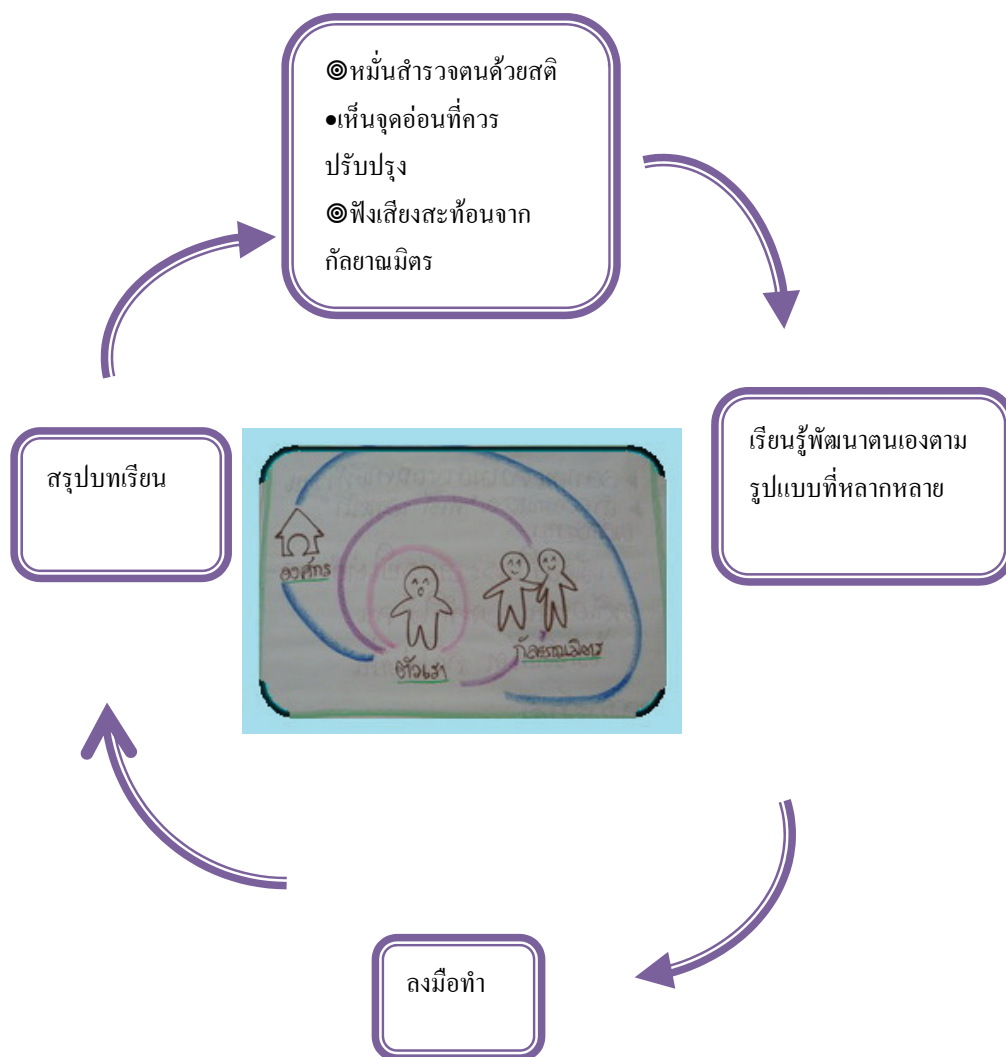 ◎หมั่นสำรวจตนด้วยสติ
•เห็นจุดอ่อนที่ควร
ปรับปรุง
◎ฟังเสียงสะท้อนจาก
กัลยาณมิตร
เรียนรู้พัฒนาตนเองตาม
รูปแบบที่หลากหลาย
สรุปบทเรียน
องค์กร
ตัวเรา
กัลยาณมิตร
ลงมือทำ